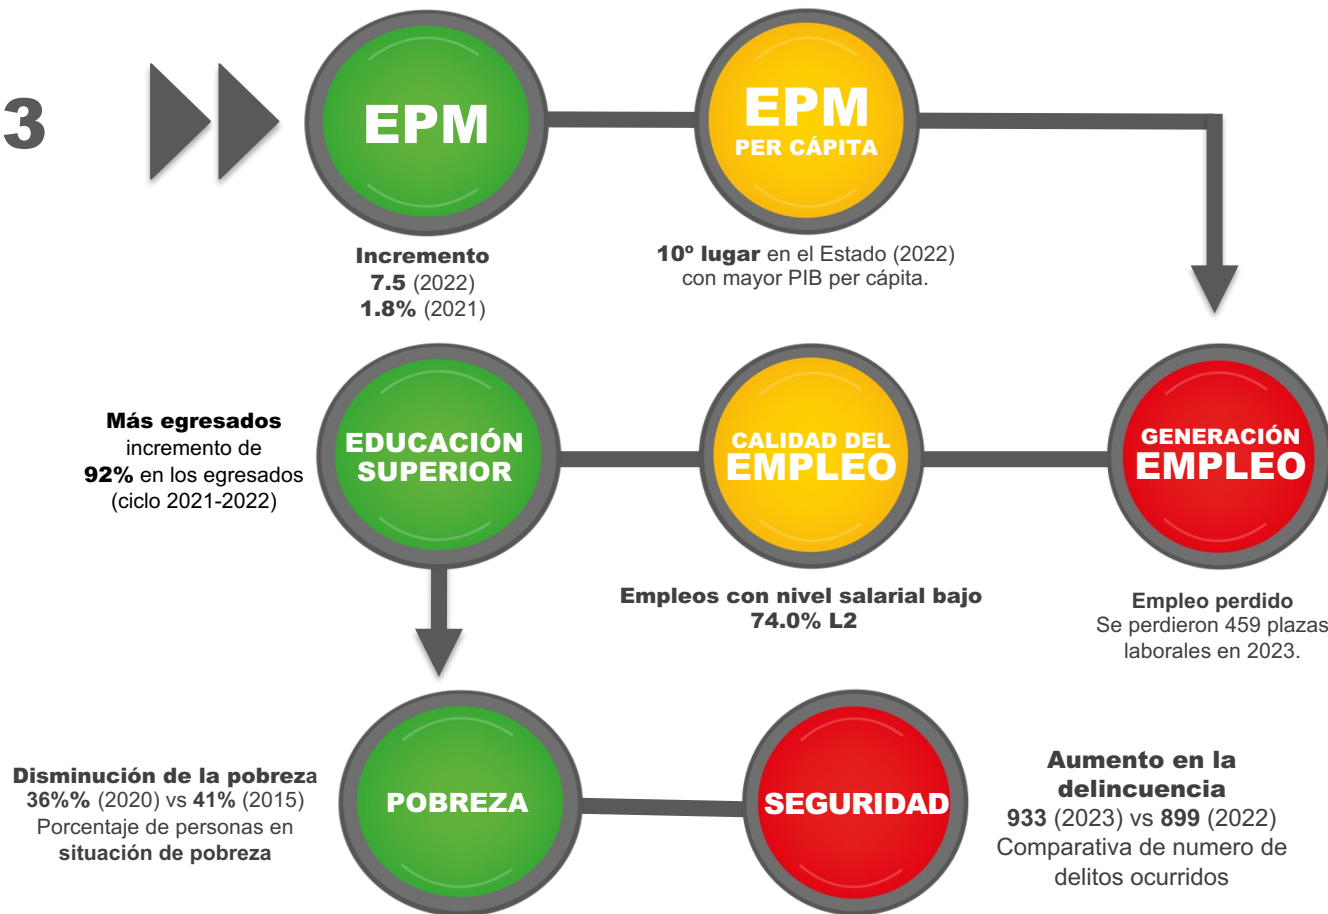 3
EPM
Incremento
7.5 (2022)
1.8% (2021)
EPM
PER CÁPITA
10º lugar en el Estado (2022)
con mayor PIB per cápita.
Más egresados
incremento de
92% en los egresados
(ciclo 2021-2022)
EDUCACIÓN
SUPERIOR
CALIDAD DEL
EMPLEO
Empleos con nivel salarial bajo
74.0% L2
GENERACIÓN
EMPLEO
Empleo perdido
Se perdieron 459 plazas
laborales en 2023.
Disminución de la pobreza
36%% (2020) vs 41% (2015)
Porcentaje de personas en
situación de pobreza
POBREZA
SEGURIDAD
Aumento en la
delincuencia
933 (2023) vs 899 (2022)
Comparativa de numero de
delitos ocurridos